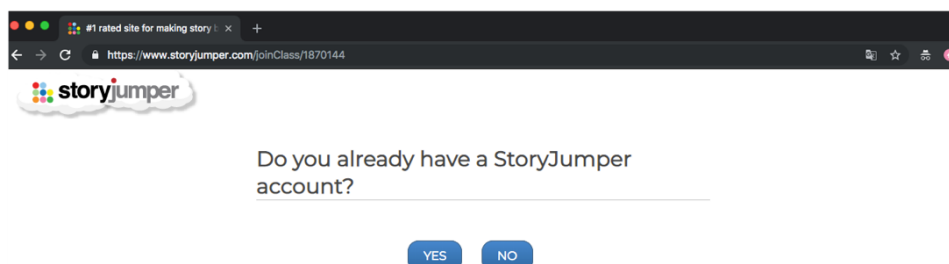 #1 rated site for making story b
https://www.storyjumper.com/joinClass/1870144
storyjumper
Do you already have a StoryJumper
account?
YES NO